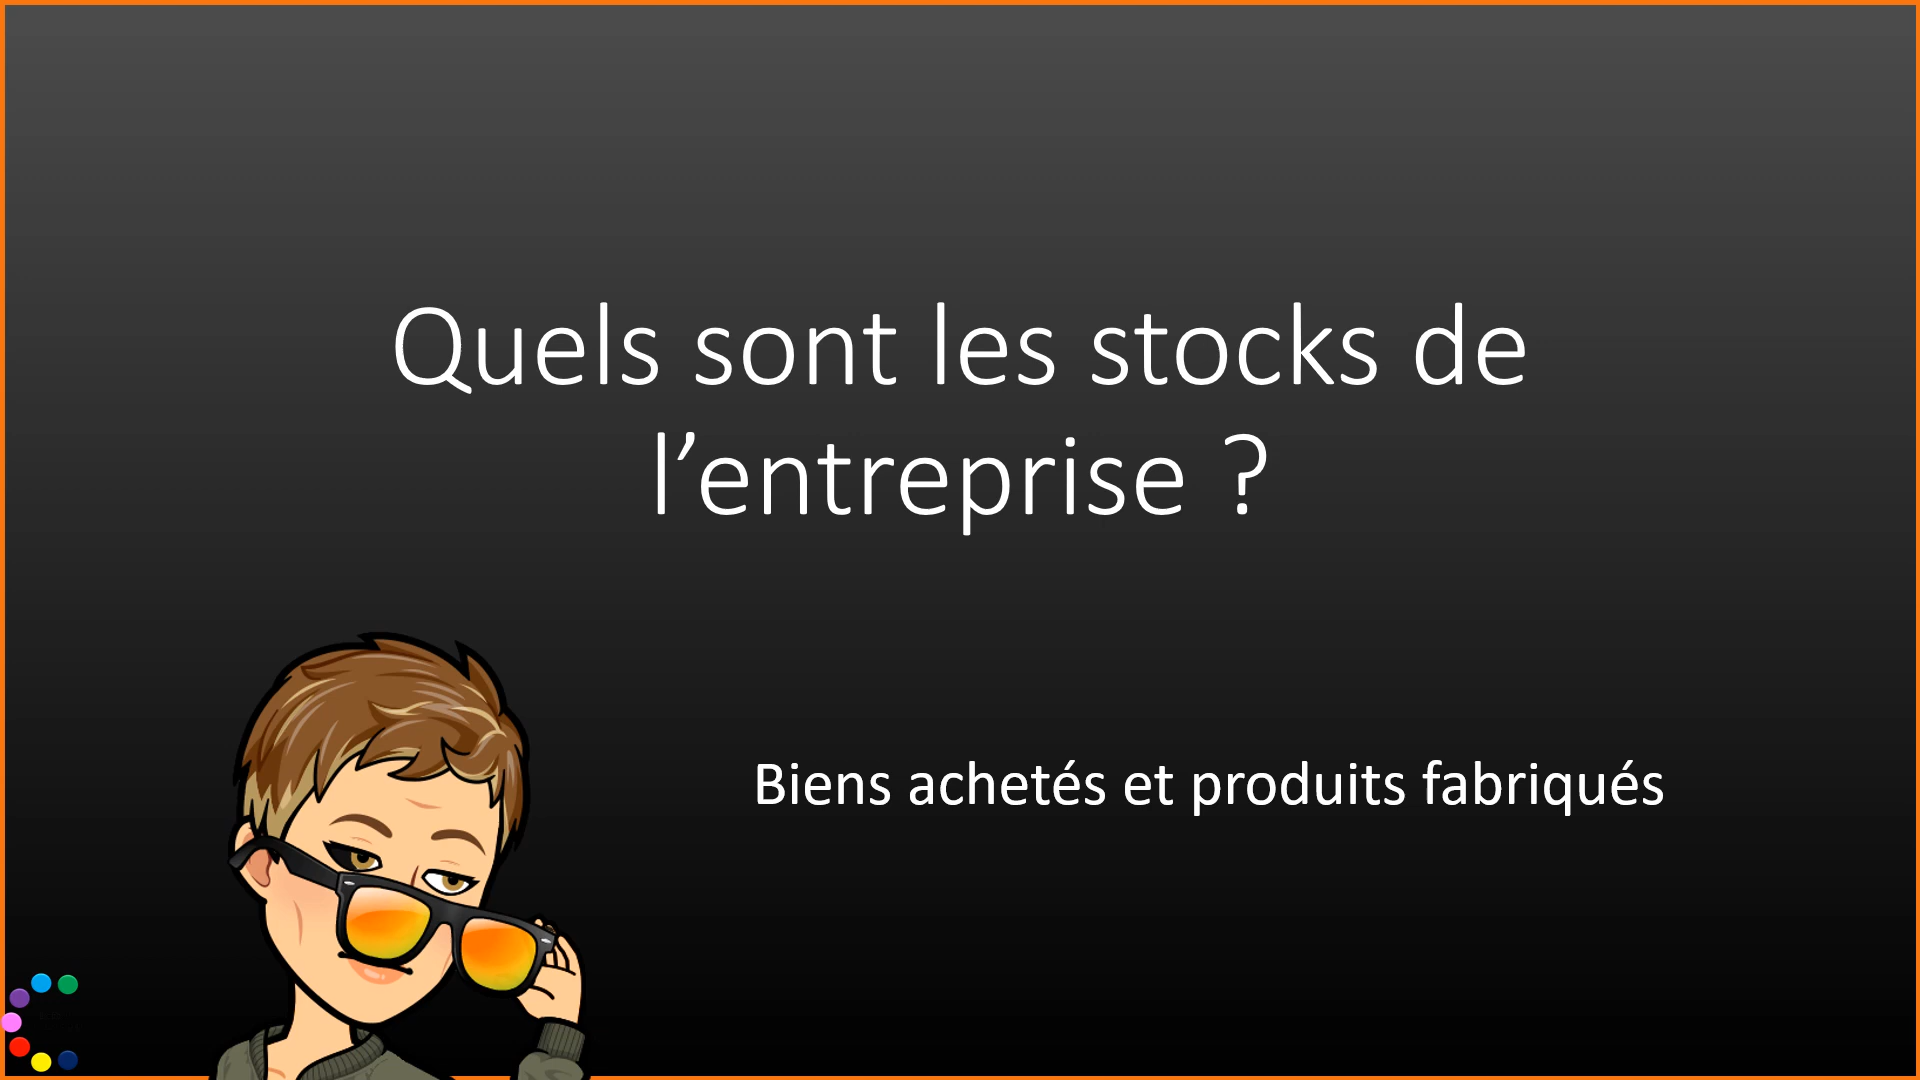 Quels sont les stocks de
l’entreprise ?
Biens achetés et produits fabriqués